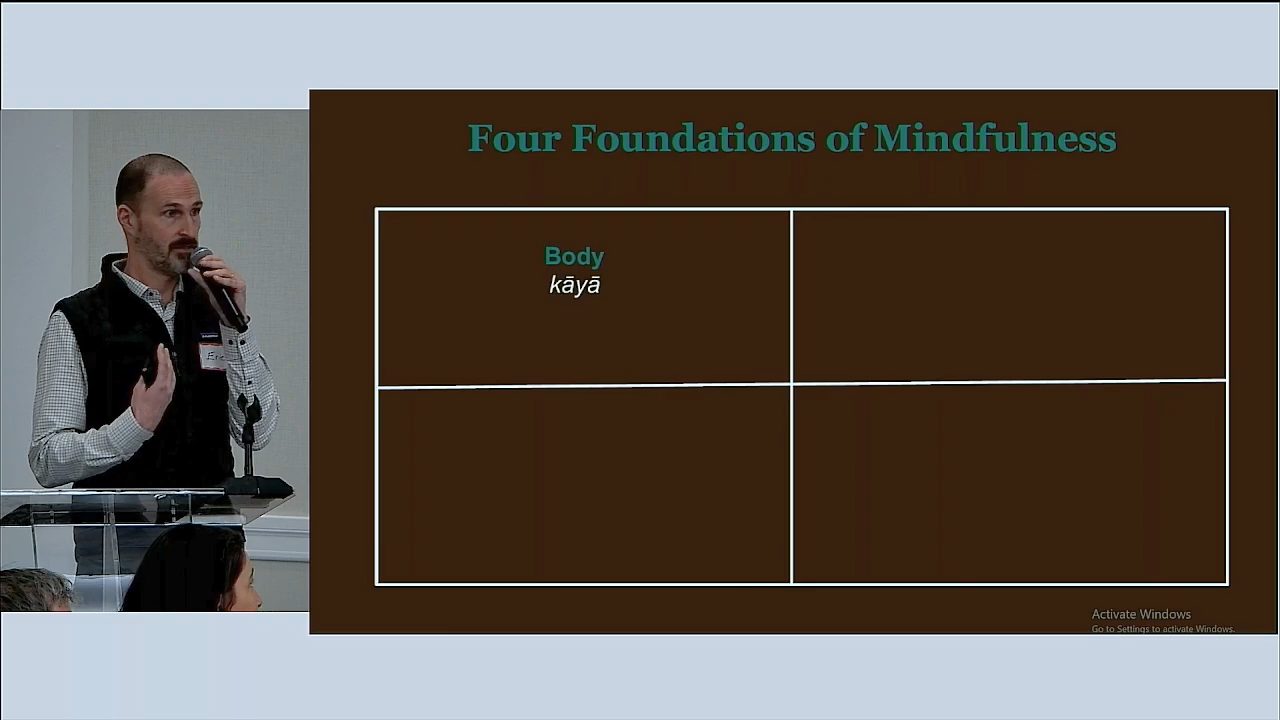 Four Foundations of Mindfulness
Body
kāyā
Activate Windows
Go to Settings to activate Windows.